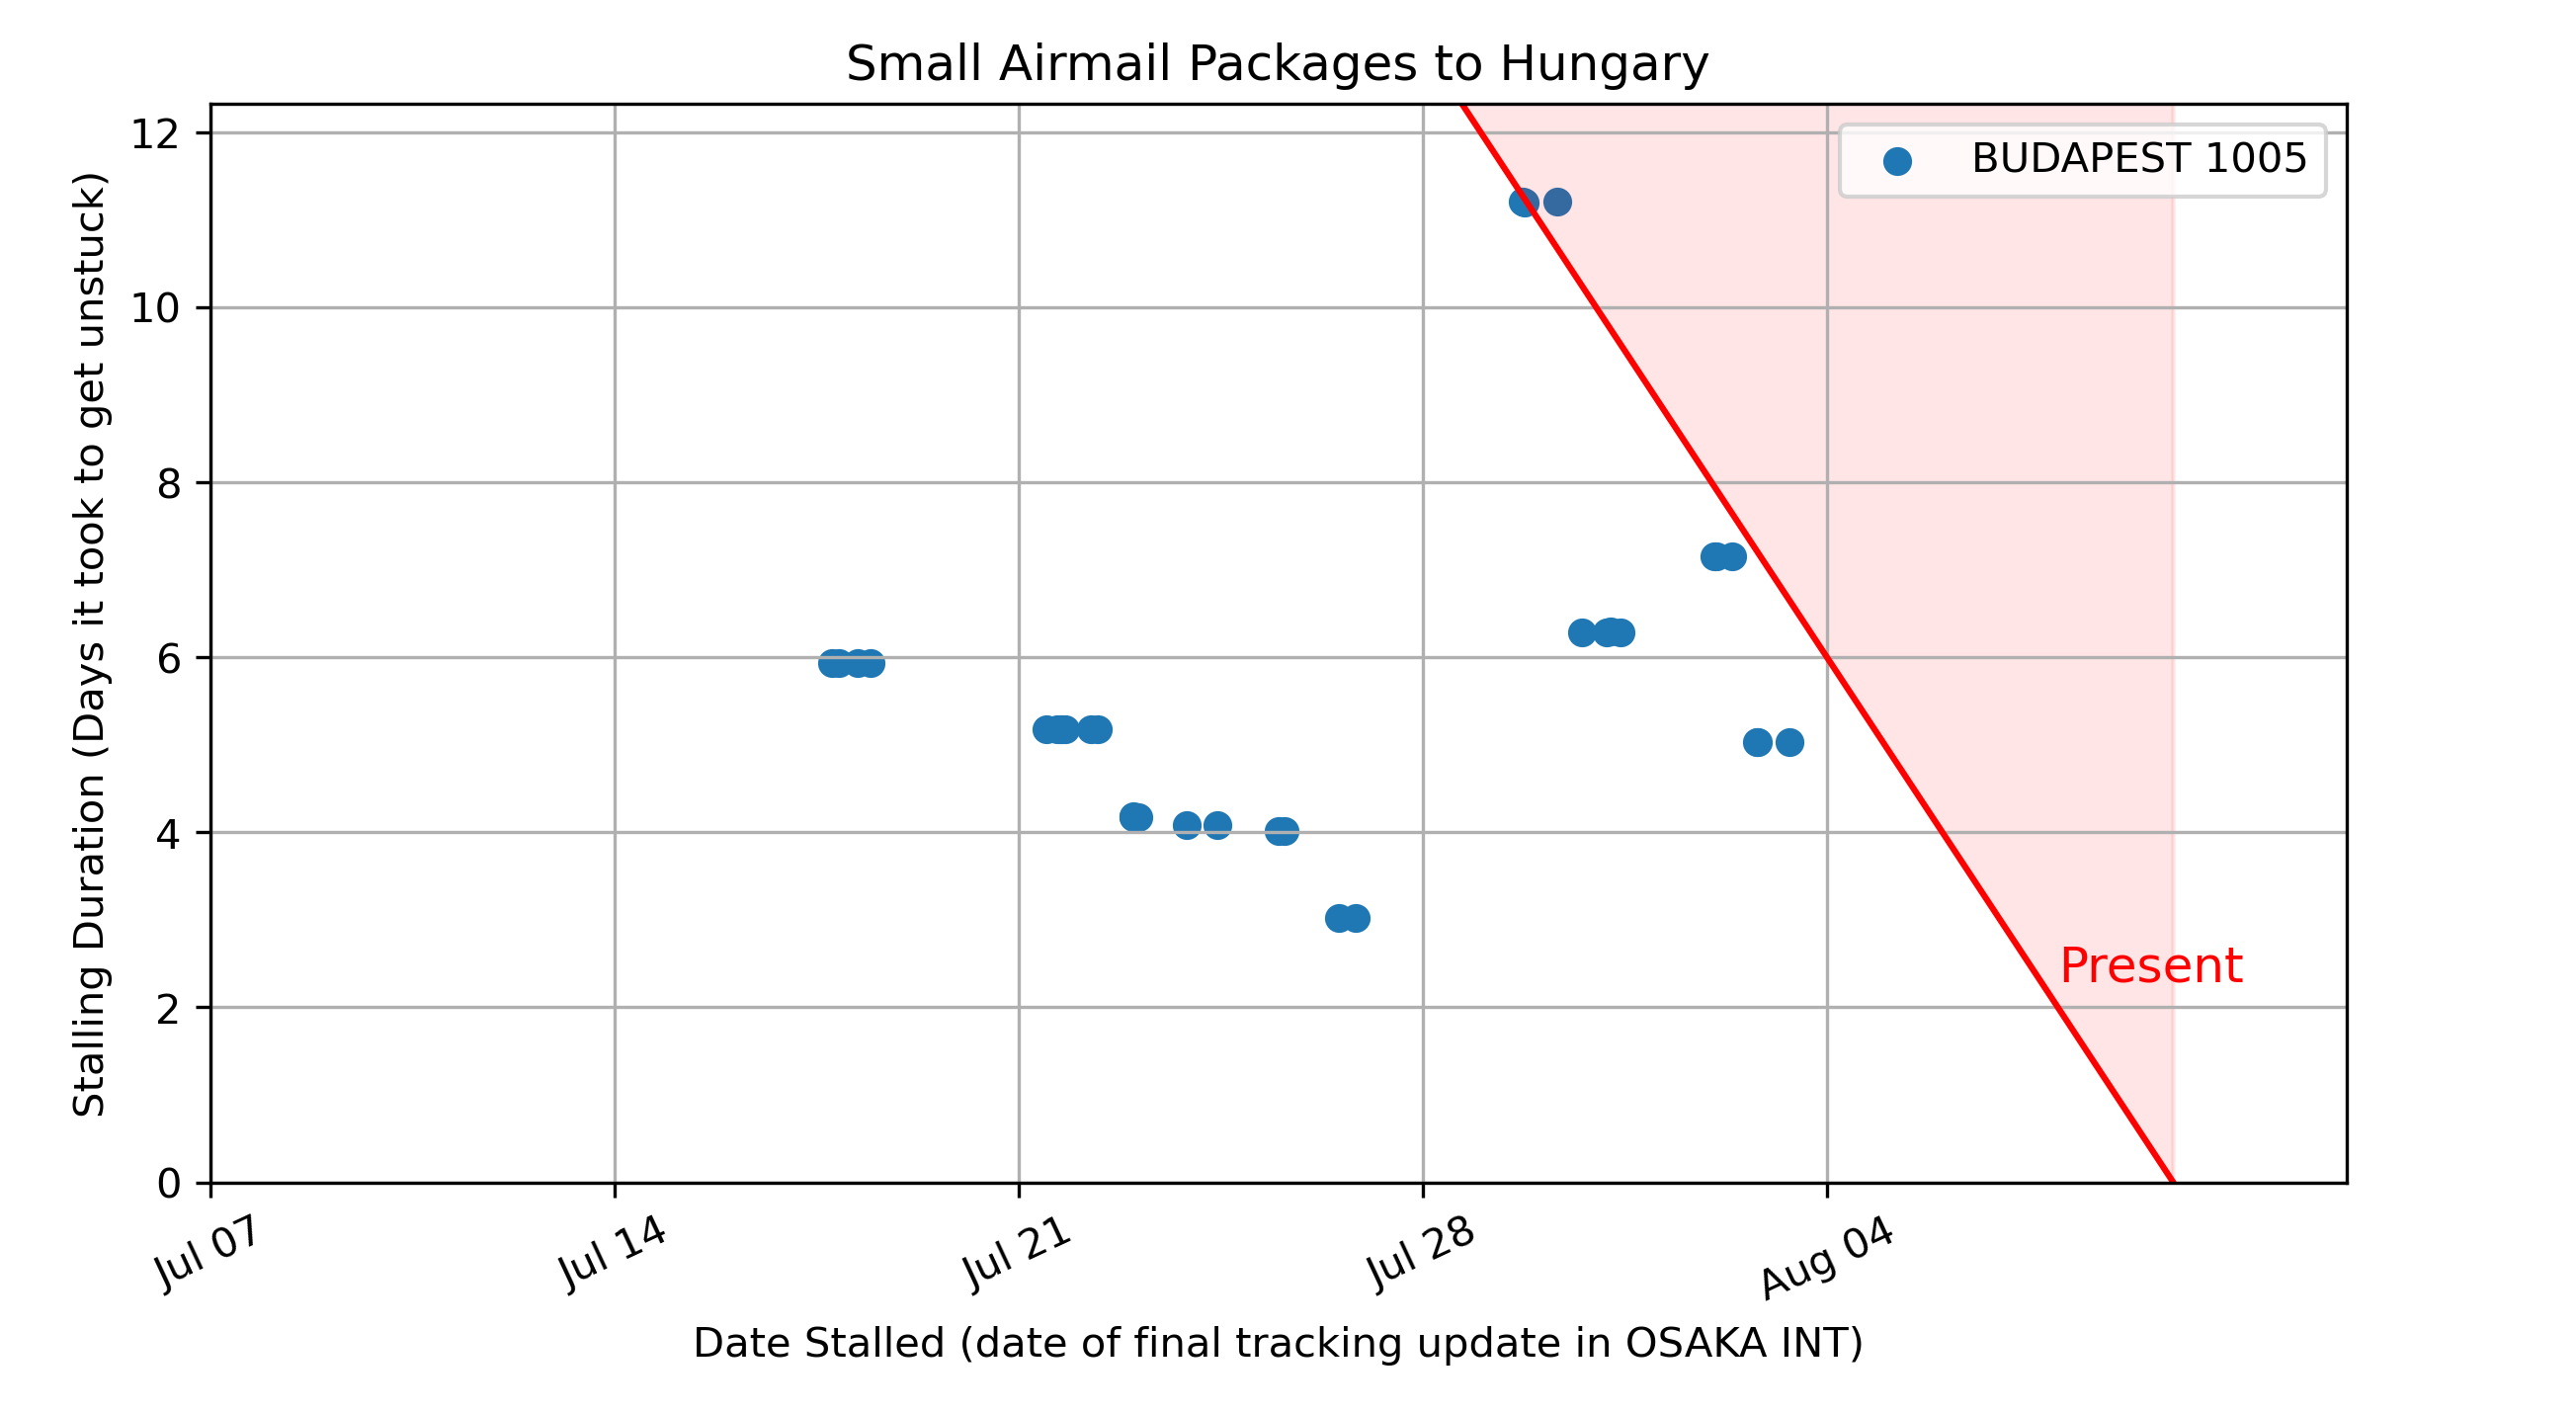 Small Airmail Packages to Hungary
BUDAPEST 1005
Stalling Duration (Days it took to get unstuck)
12
10
8
6
4
2
0
Present
Jul 07
Jul 14
Jul 21
Jul 28
Aug 04
Date Stalled (date of final tracking update in OSAKA INT)